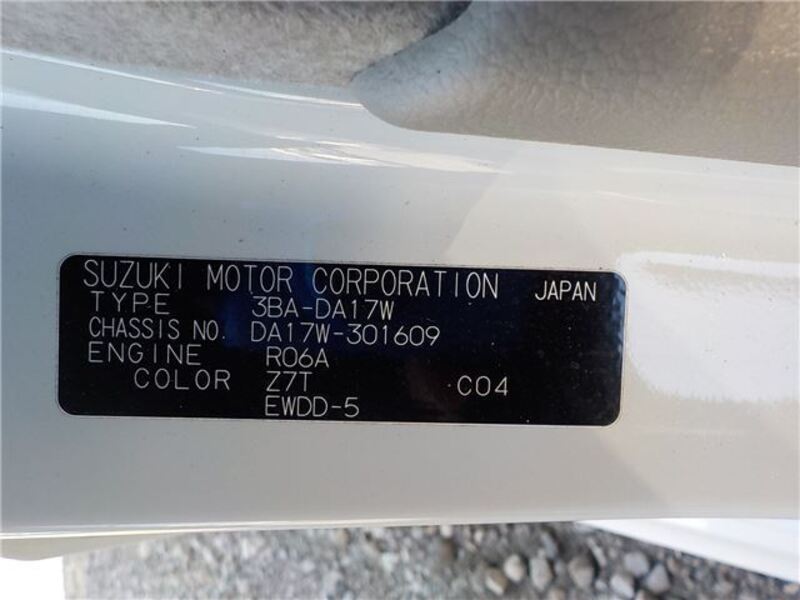 SUZUKI MOTOR CORPORATION JAPAN
TYPE 3BA-DA17W
CHASSIS NO. DA17W-301609
ENGINE R06A
COLOR Z7T C04
EWDD-5